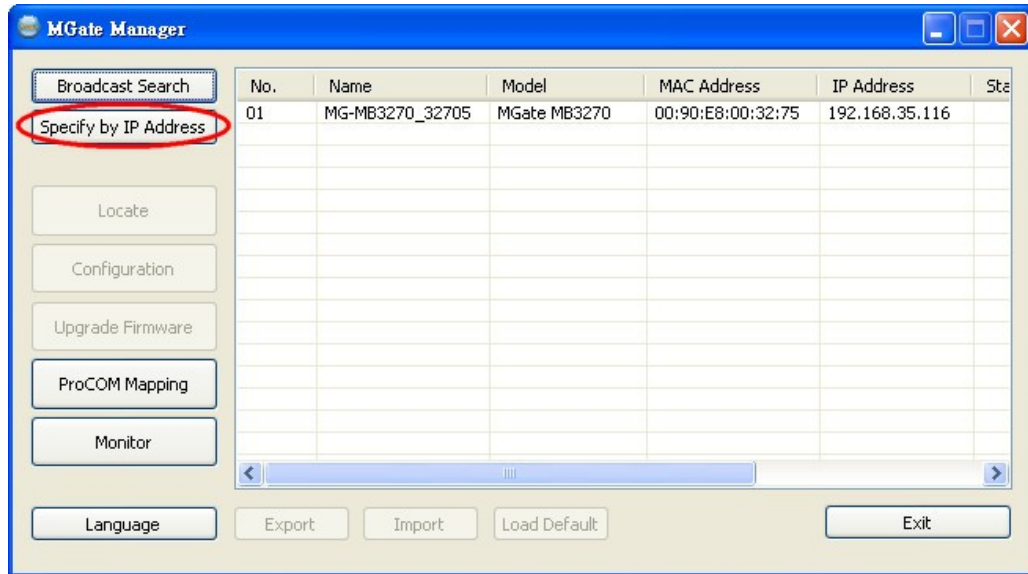 MGate Manager
Broadcast Search
Specify by IP Address
Locate
Configuration
Upgrade Firmware
ProCOM Mapping
Monitor
Language
No. Name Model MAC Address IP Address Sta
01 MG-MB3270_32705 MGate MB3270 00:90:E8:00:32:75 192.168.35.116
Export Import Load Default Exit